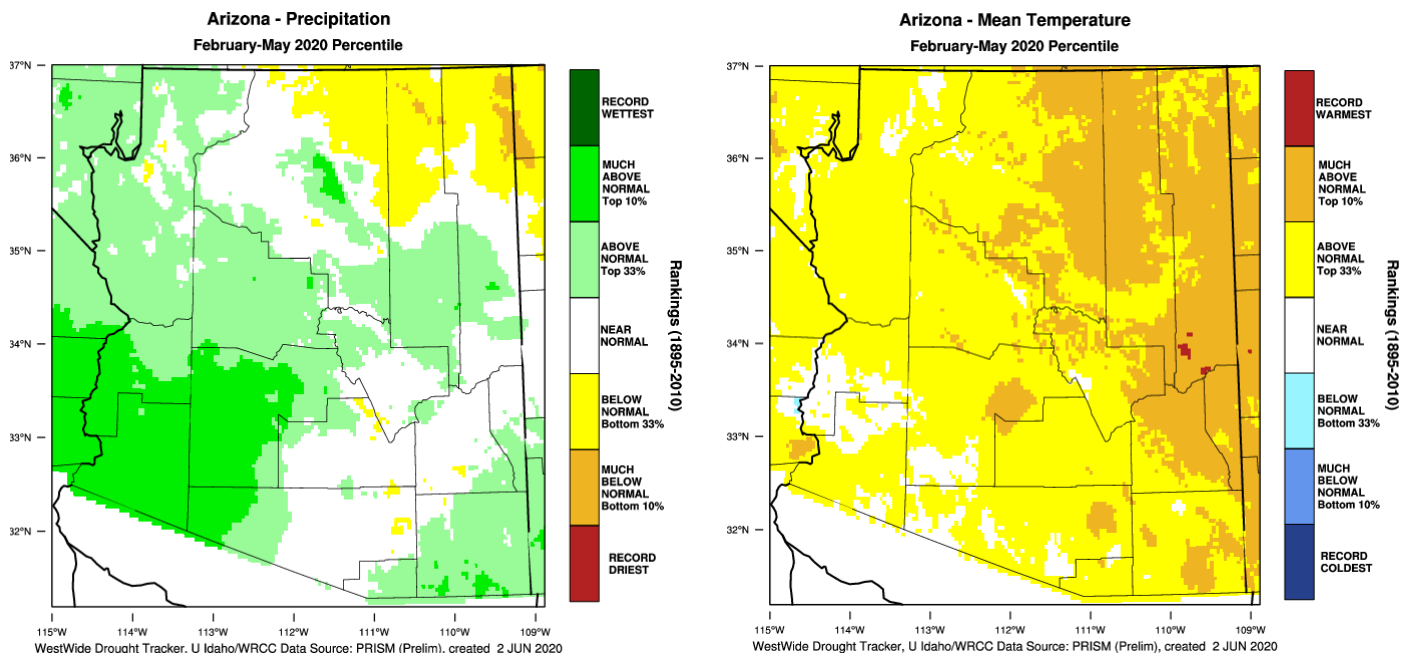 Arizona - Precipitation
February-May 2020 Percentile
37°N
36°N
35°N
34°N
33°N
32°N
115°W
114°W
113°W
112°W
111°W
110°W
109°W
RECORD
WETTEST
MUCH
ABOVE
NORMAL
Top 10%
ABOVE
NORMAL
Top 33%
NEAR
NORMAL
BELOW
NORMAL
Bottom 33%
MUCH
BELOW
NORMAL
Bottom 10%
RECORD
DRIEST
Rankings (1895-2010)
WestWide Drought Tracker, U Idaho/WRCC Data Source: PRISM (Prelim), created 2 JUN 2020
Arizona - Mean Temperature
February-May 2020 Percentile
37°N
36°N
35°N
34°N
33°N
32°N
115°W
114°W
113°W
112°W
111°W
110°W
109°W
RECORD
WARMEST
MUCH
ABOVE
NORMAL
Top 10%
ABOVE
NORMAL
Top 33%
NEAR
NORMAL
BELOW
NORMAL
Bottom 33%
MUCH
BELOW
NORMAL
Bottom 10%
RECORD
COLDEST
Rankings (1895-2010)
WestWide Drought Tracker, U Idaho/WRCC Data Source: PRISM (Prelim), created 2 JUN 2020